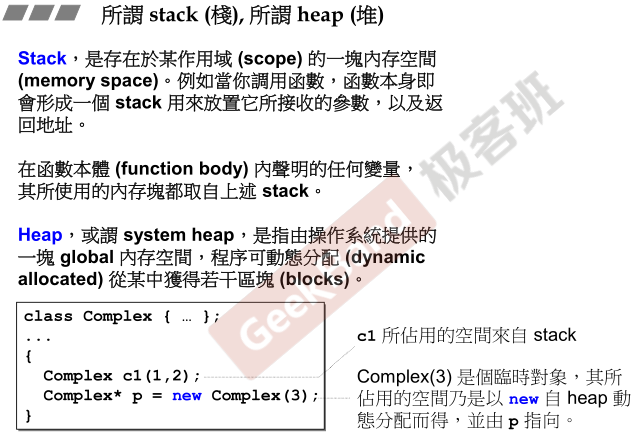 所謂 stack (棧), 所謂 heap (堆)
Stack，是存在於某作用域 (scope) 的一塊內存空間
(memory space)。例如當你調用函數，函數本身即
會形成一個 stack 用來放置它所接收的參數，以及返
回地址。
在函數本體 (function body) 內聲明的任何變量，
其所使用的內存塊都取自上述 stack。
Heap，或謂 system heap，是指由操作系統提供的
一塊 global 內存空間，程序可動態分配 (dynamic
allocated) 從某中獲得若干區塊 (blocks)。
class Complex { … };
...
{
  Complex c1(1,2);
  Complex* p = new Complex(3);
}
c1 所佔用的空間來自 stack
Complex(3) 是個臨時對象，其所
佔用的空間乃是以 new 自 heap 動
態分配而得，並由 p 指向。
GeekBand 极客班